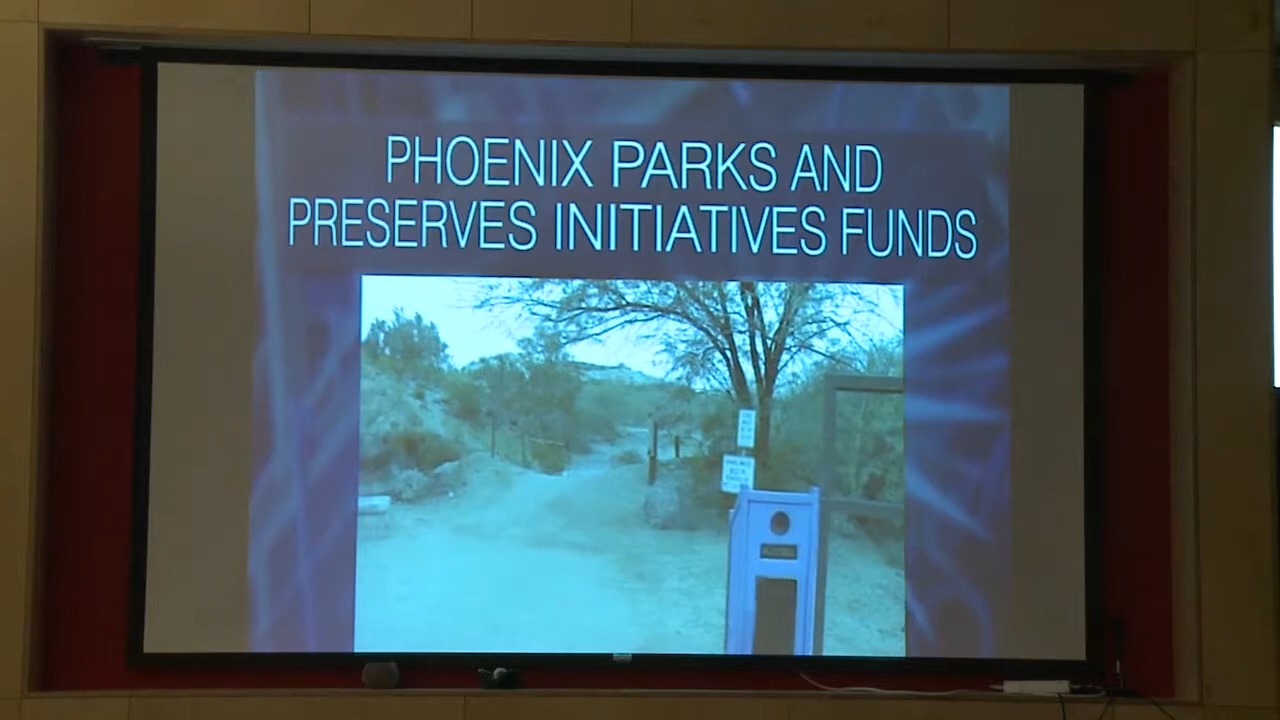 PHOENIX PARKS AND
PRESERVES INITIATIVES FUNDS